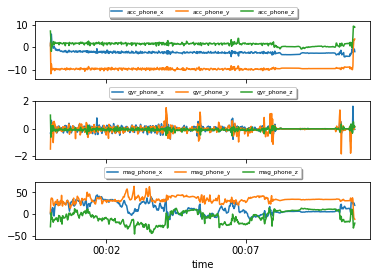 acc_phone_x acc_phone_y acc_phone_z
10
0
−10
gyr_phone_x gyr_phone_y gyr_phone_z
2
0
−2
mag_phone_x mag_phone_y mag_phone_z
50
0
−50
00:02 00:07
time